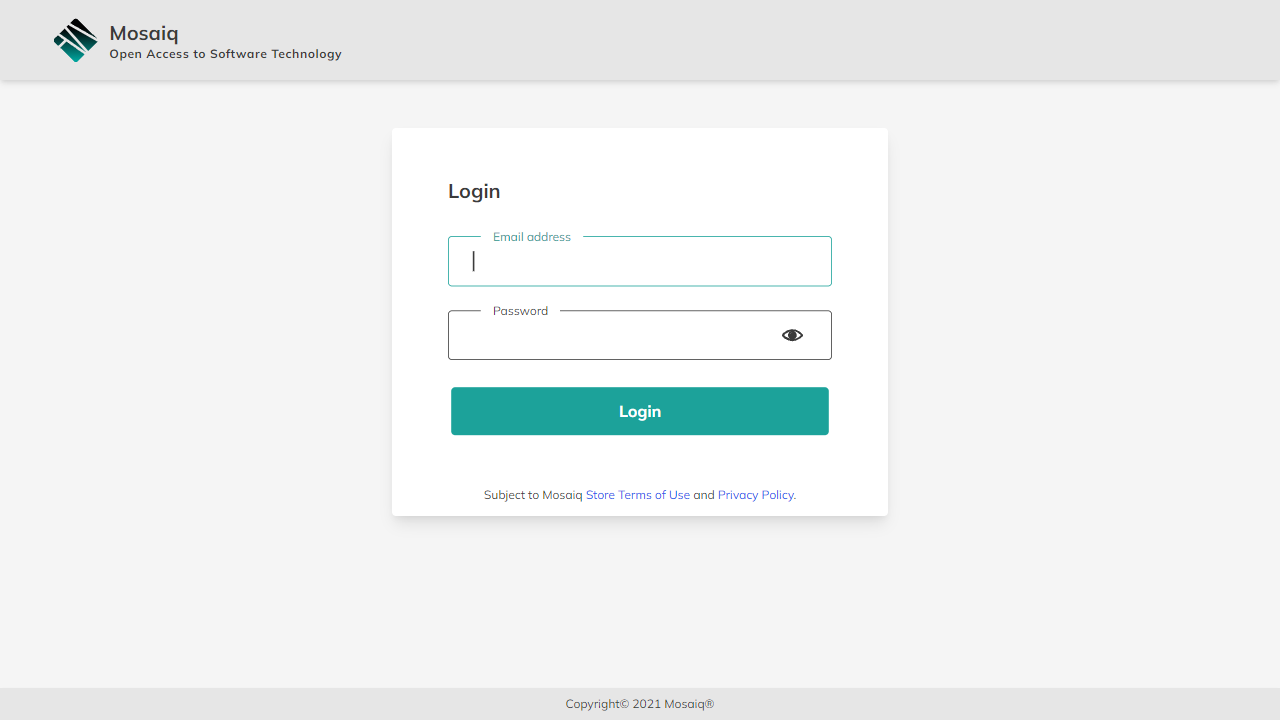 Mosaiq
Open Access to Software Technology
Login
Email address
Password
Login
Subject to Mosaiq Store Terms of Use and Privacy Policy.
Copyright© 2021 Mosaiq®